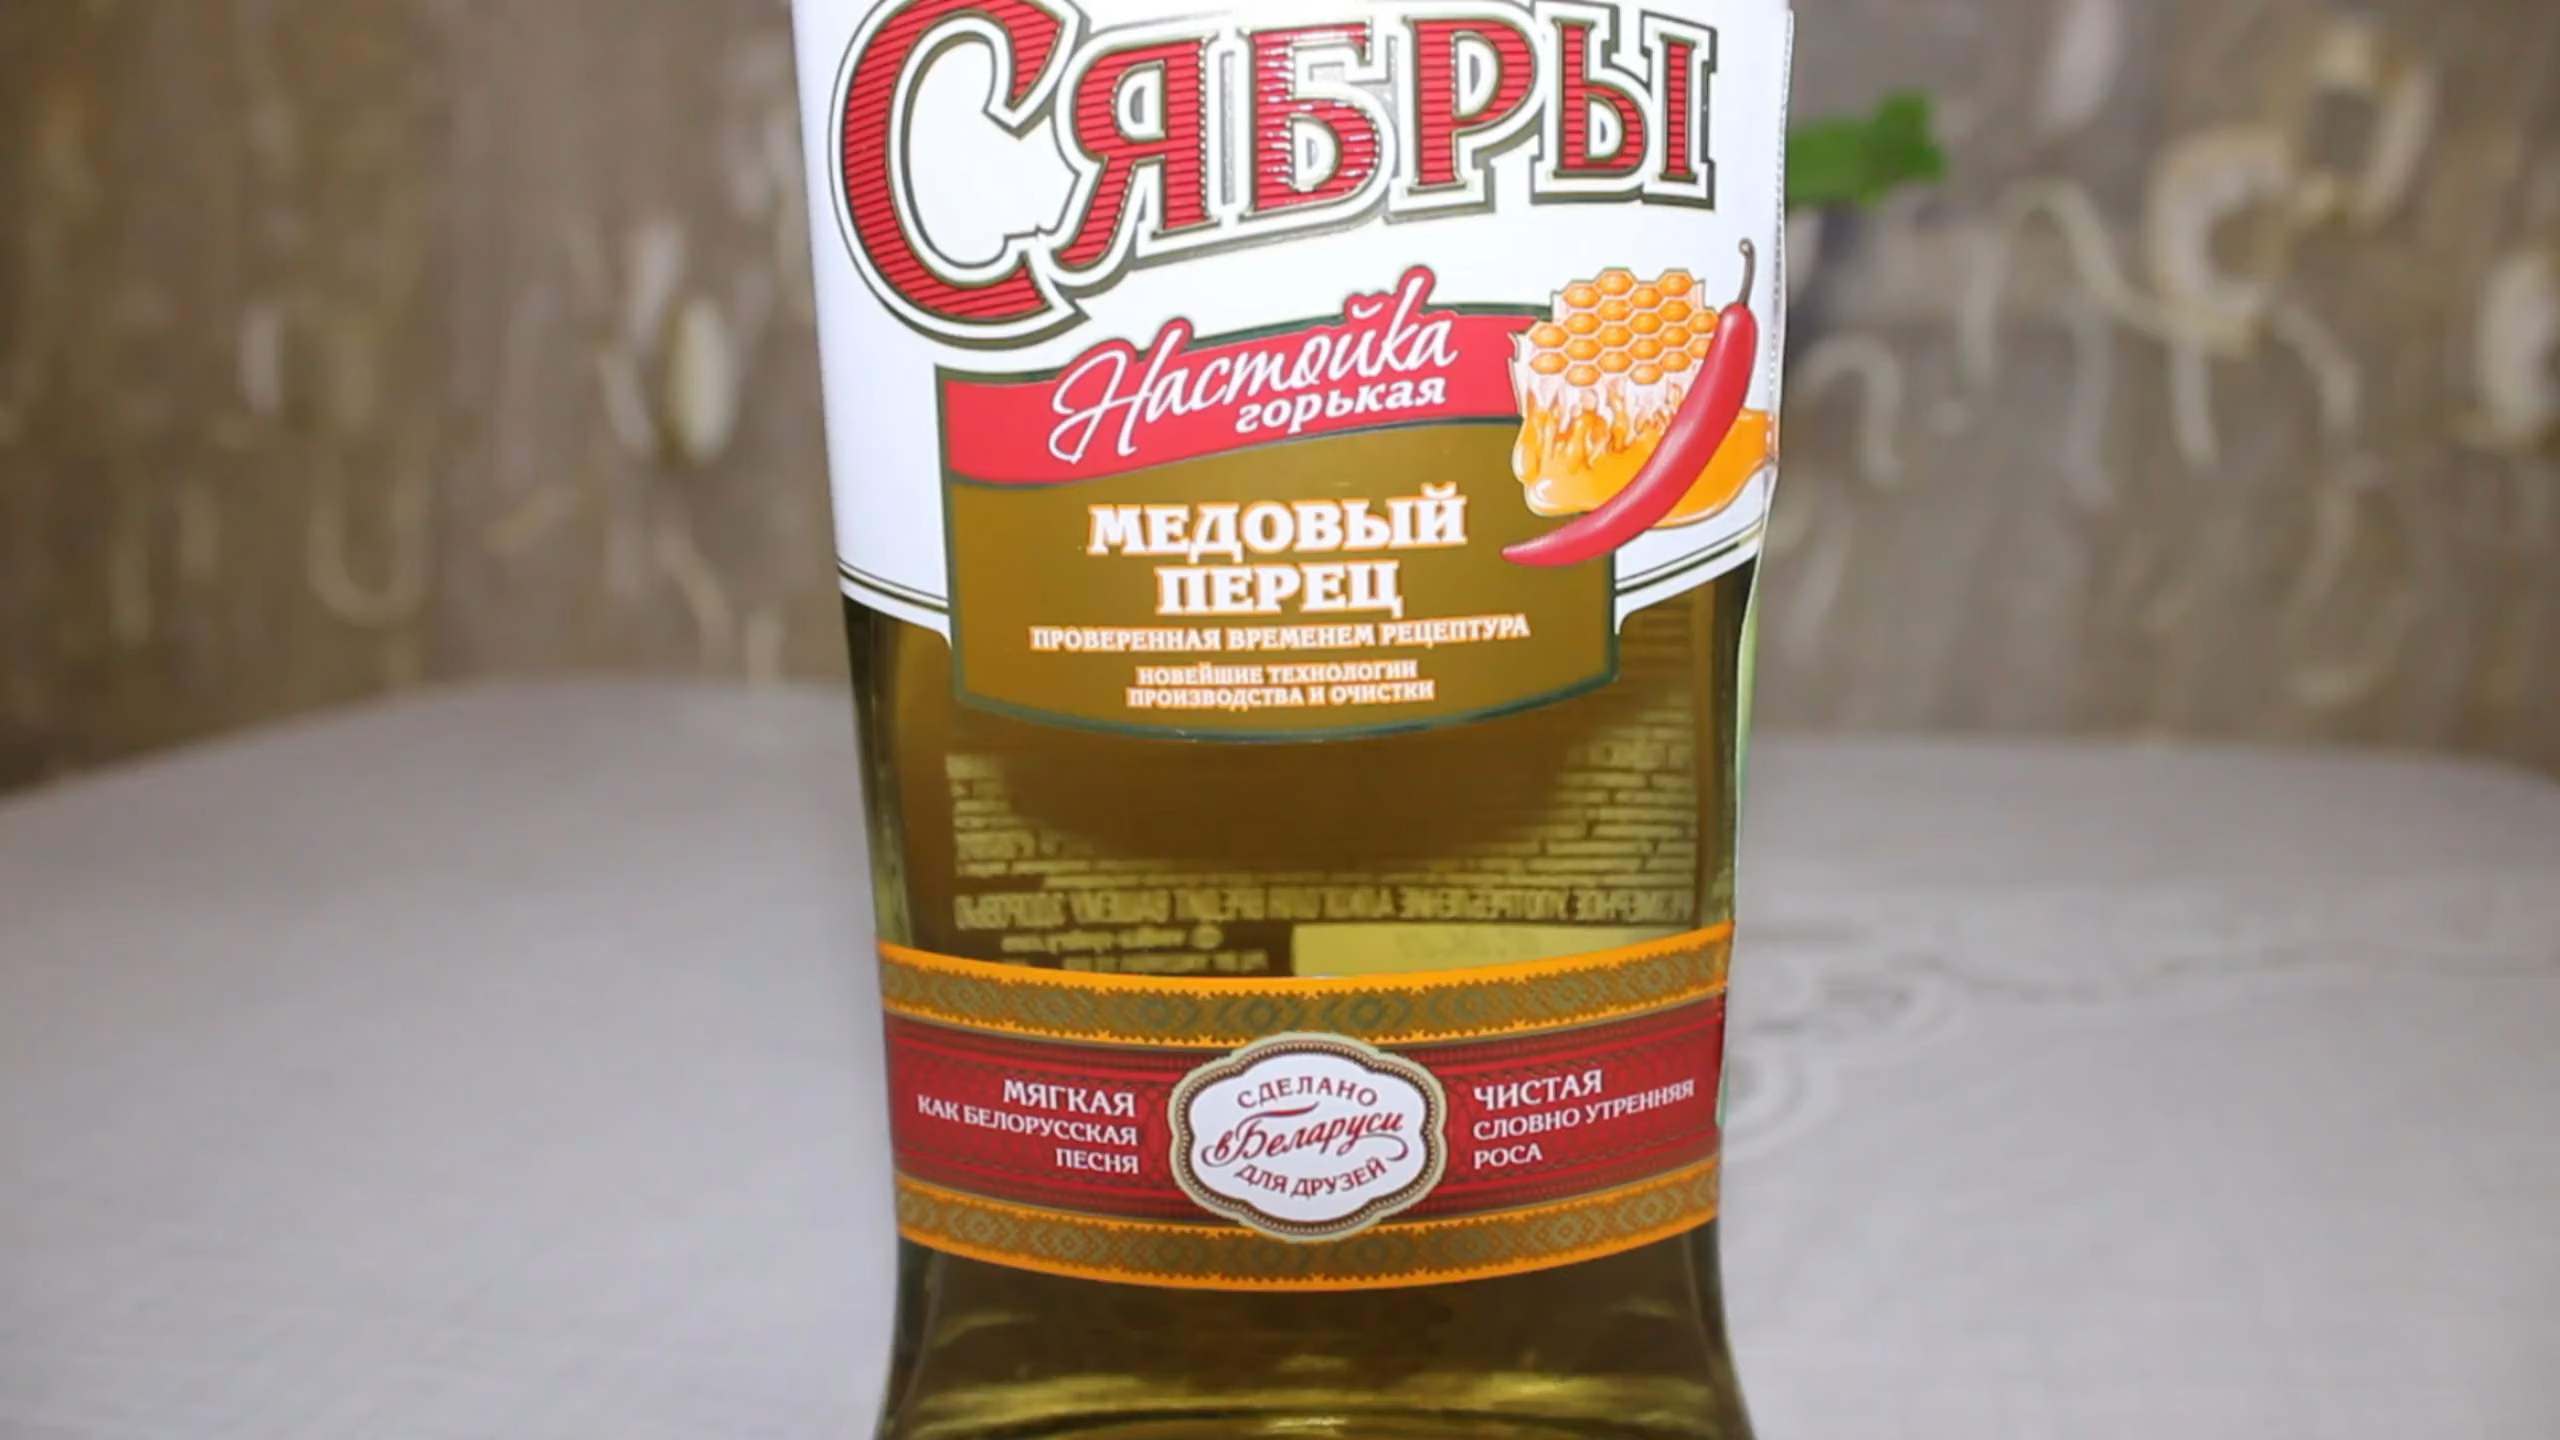 СЯБРЫ
Настойка
горькая
МЕДОВЫЙ
ПЕРЕЦ
ПРОВЕРЕННАЯ ВРЕМЕНЕМ РЕЦЕПТУРА
НОВЕЙШИЕ ТЕХНОЛОГИИ
ПРОИЗВОДСТВА И ОЧИСТКИ
МЯГКАЯ
КАК БЕЛОРУССКАЯ
ПЕСНЯ
СДЕЛАНО
в Беларуси
ДЛЯ ДРУЗЕЙ
ЧИСТАЯ
СЛОВНО УТРЕННЯЯ
РОСА